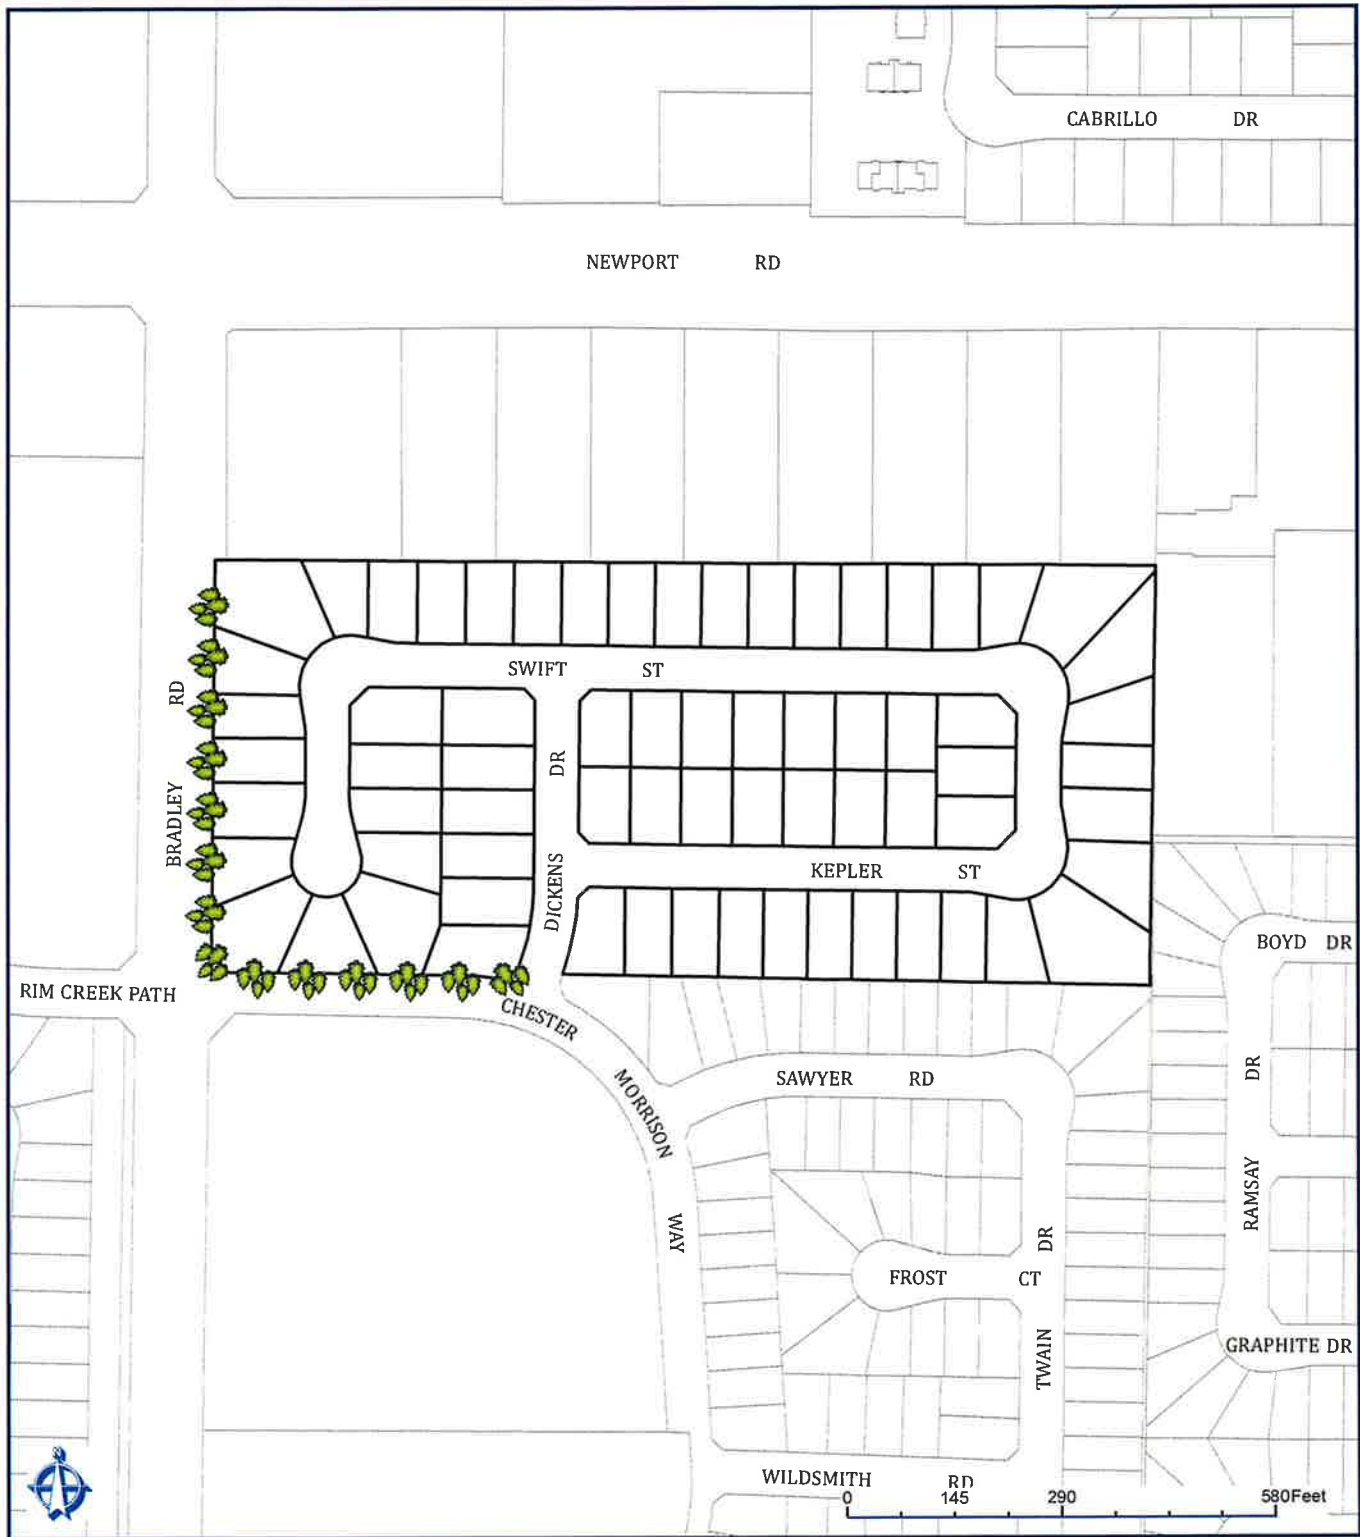 CABRILLO DR
NEWPORT RD
SWIFT ST
BRADLEY RD
DICKENS DR
KEPLER ST
BOYD DR
RIM CREEK PATH
CHESTER MORRISON WAY
SAWYER RD
RAMSAY DR
FROST CT
TWAIN DR
GRAPHITE DR
WILDSMITH RD
N
0 145 290 580Feet